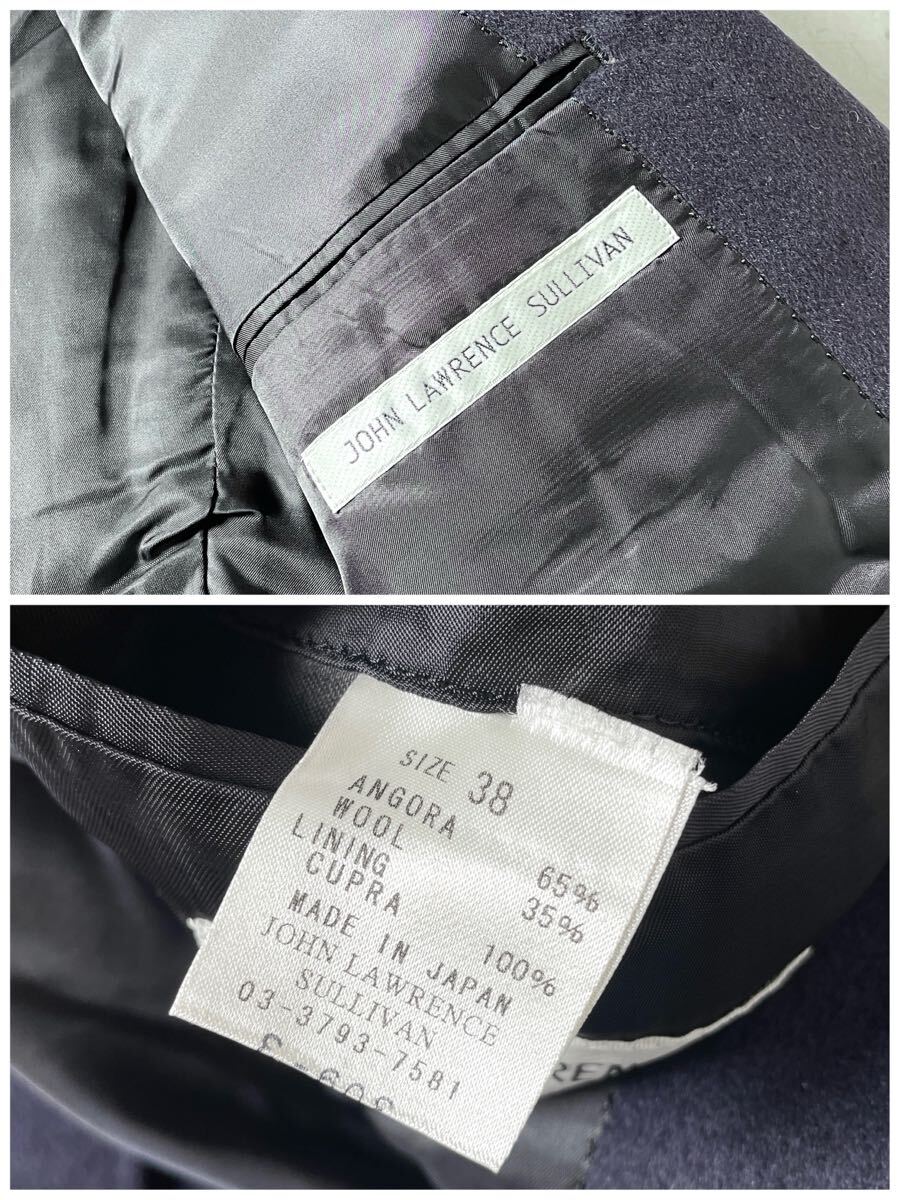 JOHN LAWRENCE SULLIVAN
SIZE 38
ANGORA 65%
WOOL 35%
LINING
CUPRA 100%
MADE IN JAPAN
JOHN LAWRENCE
SULLIVAN
03-3793-7581